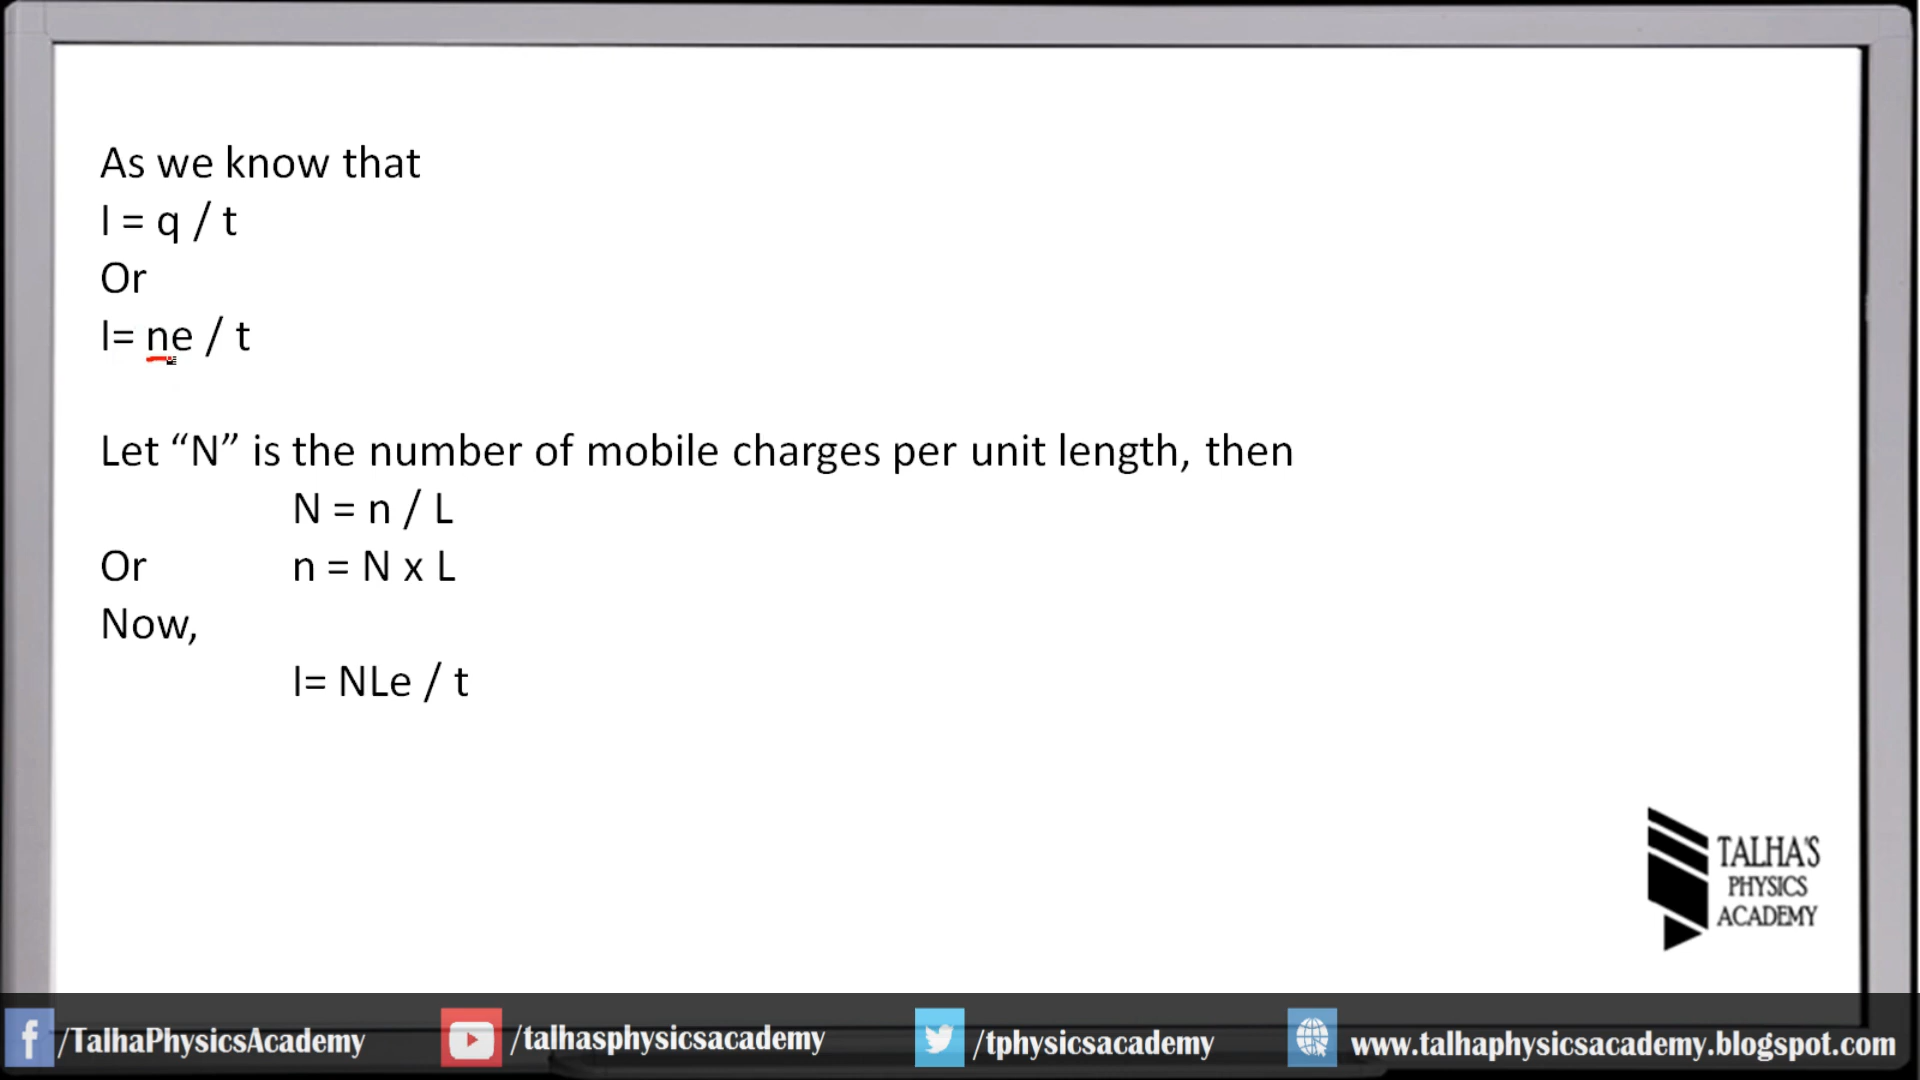 As we know that
I = q / t
Or
I= ne / t
Let “N” is the number of mobile charges per unit length, then
N = n / L
Or n = N x L
Now,
I= NLe / t
TALHA'S
PHYSICS
ACADEMY
/TalhaPhysicsAcademy /talhasphysicsacademy /tphysicsacademy www.talhaphysicsacademy.blogspot.com